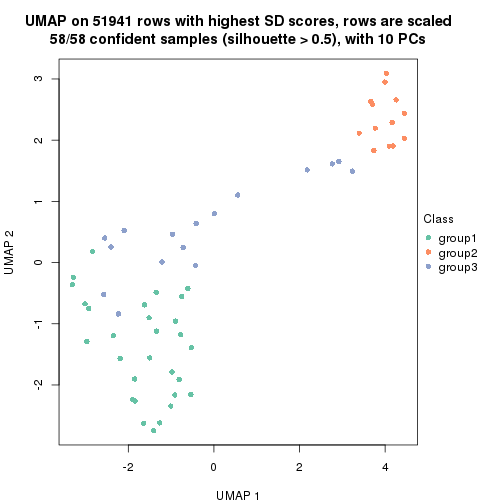 UMAP on 51941 rows with highest SD scores, rows are scaled
58/58 confident samples (silhouette > 0.5), with 10 PCs
3
2
1
0
-1
-2
UMAP 2
-2
0
2
4
UMAP 1
Class
group1
group2
group3